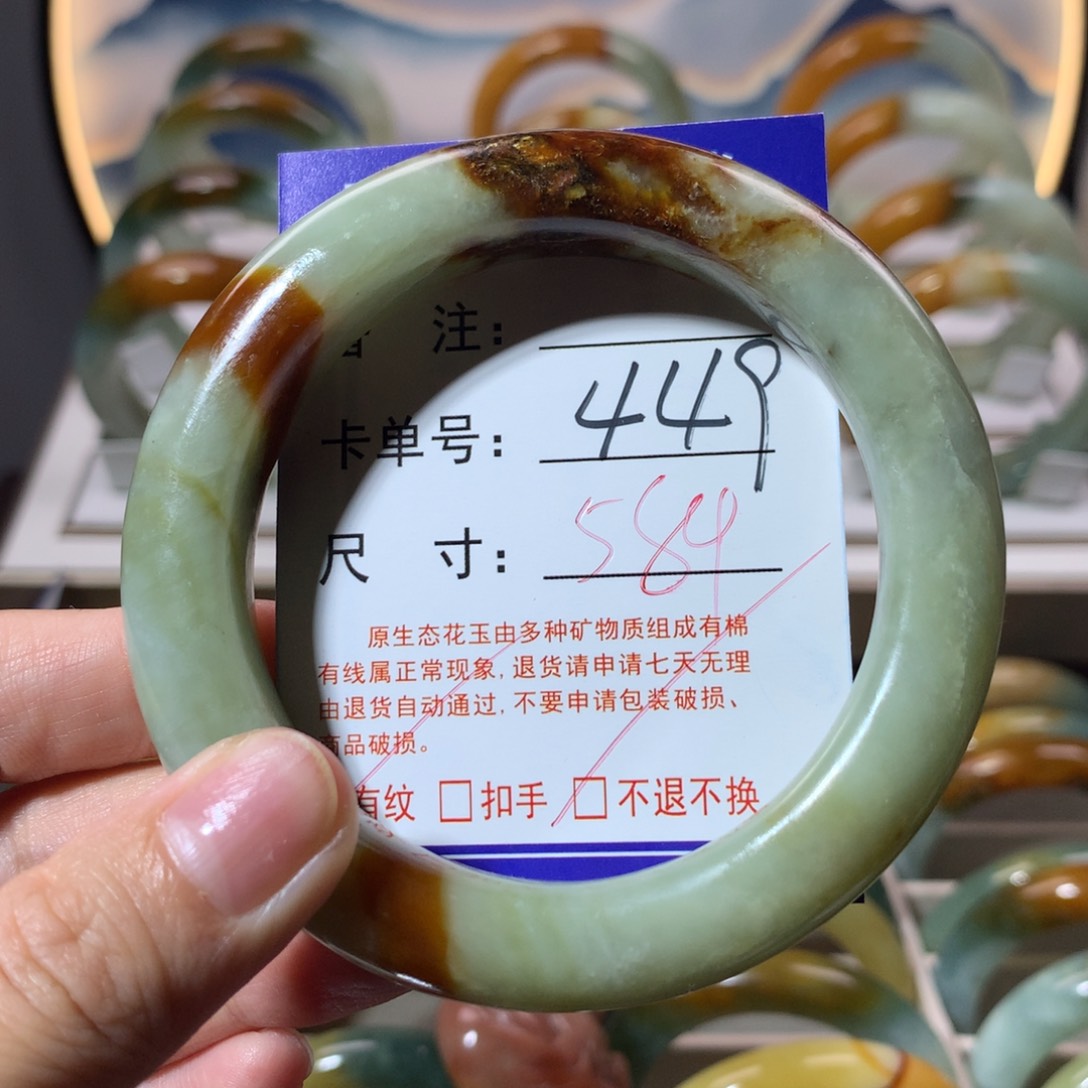 注：
449
卡单号：
584
尺 寸：
原生态花玉由多种矿物质组成有棉
有线属正常现象，退货请申请七天无理
由退货自动通过，不要申请包装破损、
商品破损。
有纹 □扣手 □不退不换